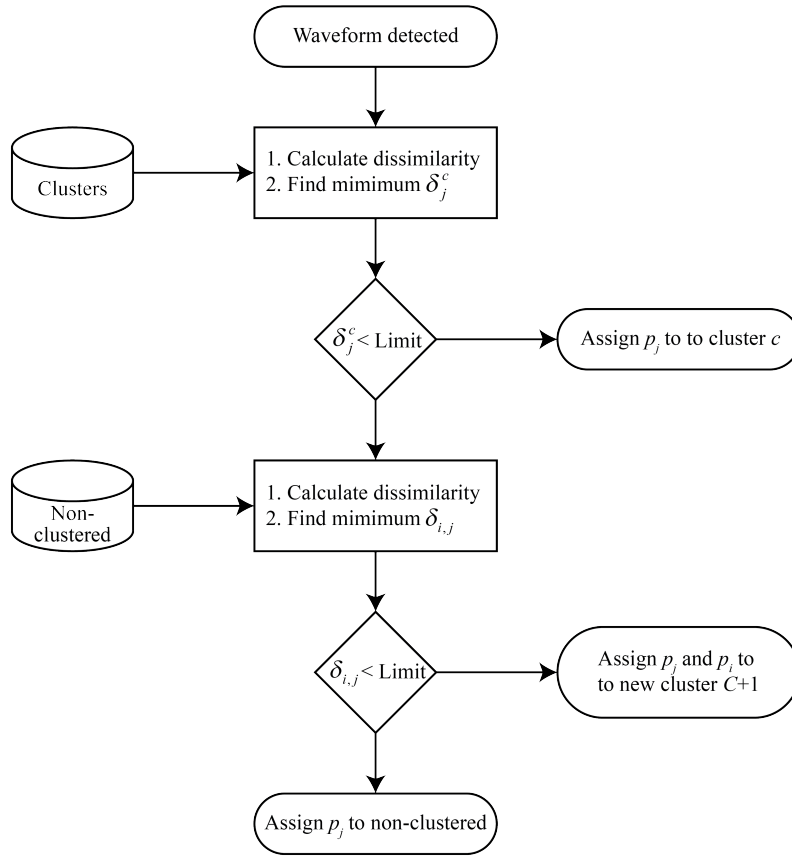 Waveform detected
Clusters
1. Calculate dissimilarity
2. Find mimimum δ_j^c
δ_j^c < Limit
Assign p_j to to cluster c
Non-
clustered
1. Calculate dissimilarity
2. Find mimimum δ_{i,j}
δ_{i,j} < Limit
Assign p_j and p_i to
to new cluster C+1
Assign p_j to non-clustered